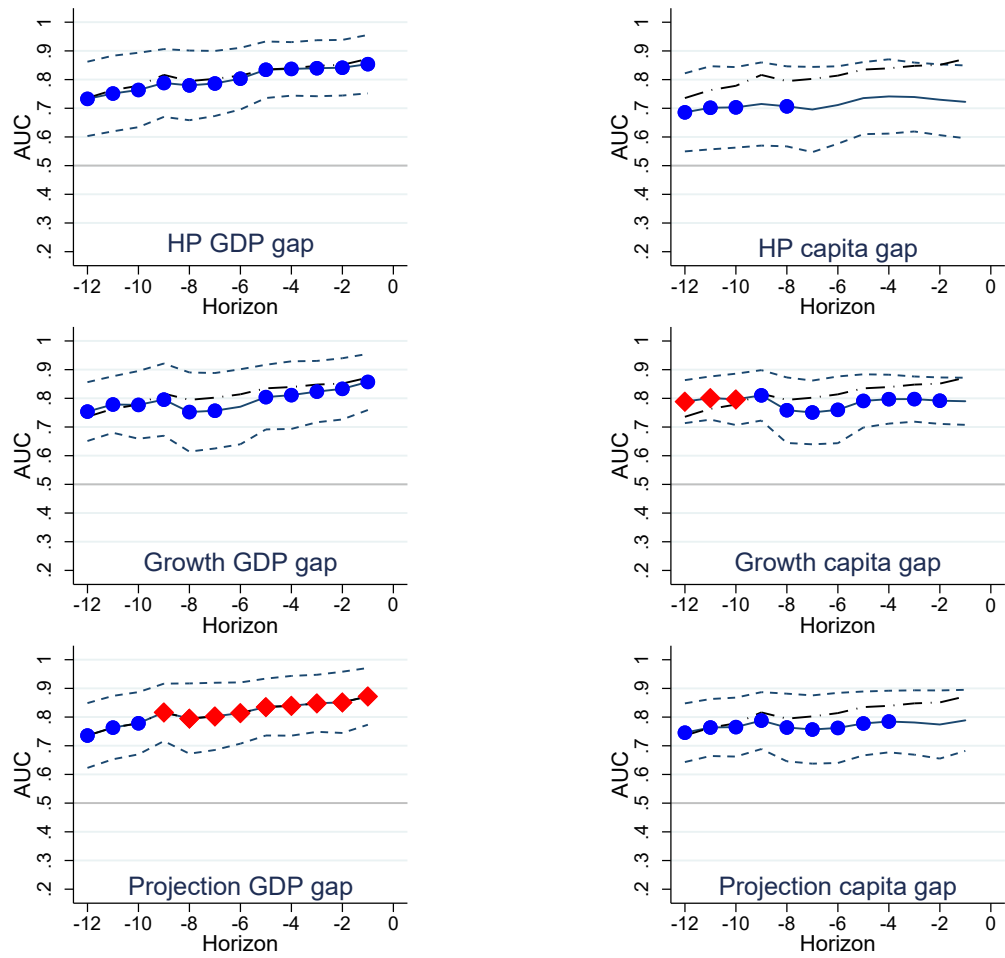 1
.9
.8
.7
.6
.5
.4
.3
.2
AUC
HP GDP gap
-12 -10 -8 -6 -4 -2 0
Horizon
1
.9
.8
.7
.6
.5
.4
.3
.2
AUC
HP capita gap
-12 -10 -8 -6 -4 -2 0
Horizon
1
.9
.8
.7
.6
.5
.4
.3
.2
AUC
Growth GDP gap
-12 -10 -8 -6 -4 -2 0
Horizon
1
.9
.8
.7
.6
.5
.4
.3
.2
AUC
Growth capita gap
-12 -10 -8 -6 -4 -2 0
Horizon
1
.9
.8
.7
.6
.5
.4
.3
.2
AUC
Projection GDP gap
-12 -10 -8 -6 -4 -2 0
Horizon
1
.9
.8
.7
.6
.5
.4
.3
.2
AUC
Projection capita gap
-12 -10 -8 -6 -4 -2 0
Horizon